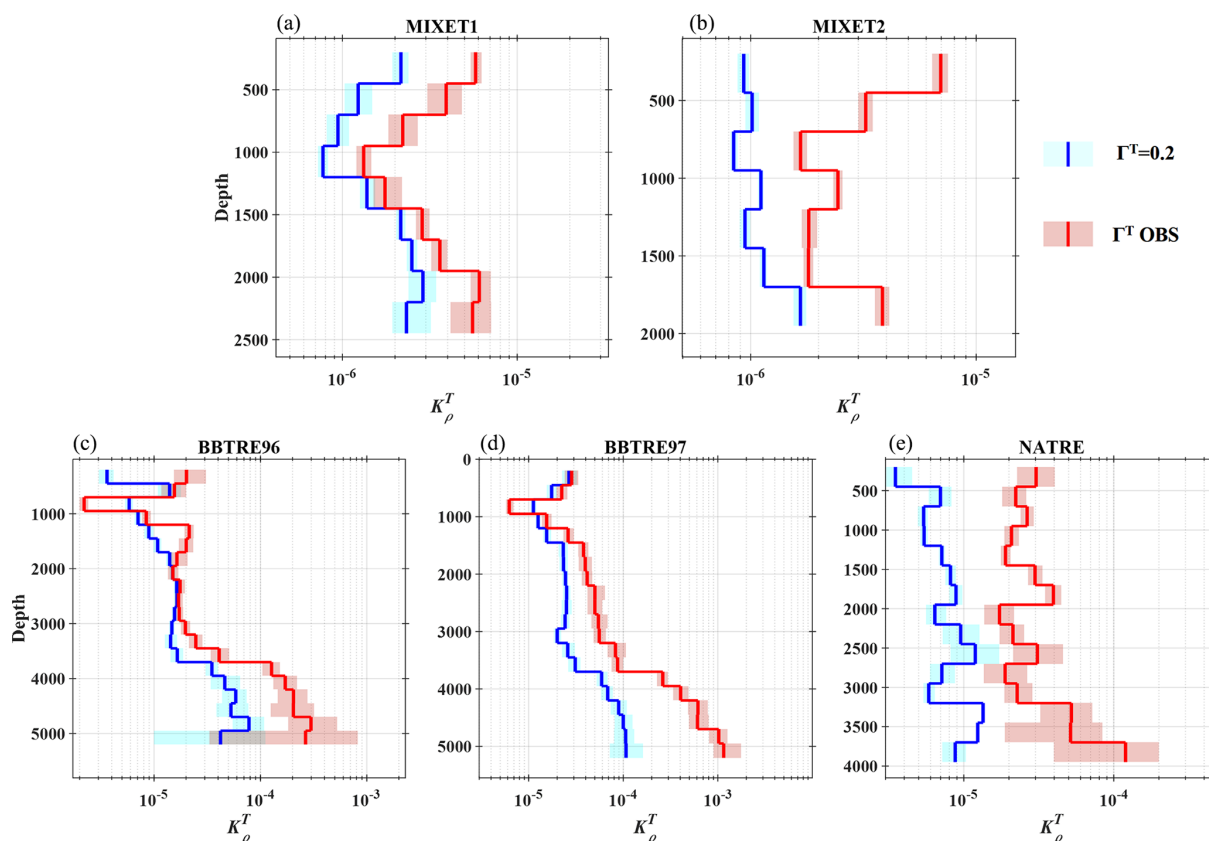 (a)
MIXET1
500
1000
1500
2000
2500
Depth
10⁻⁶
10⁻⁵
K_ρ^T
(b)
MIXET2
500
1000
1500
2000
10⁻⁶
10⁻⁵
K_ρ^T
Γᵀ=0.2
Γᵀ OBS
(c)
BBTRE96
1000
2000
3000
4000
5000
Depth
10⁻⁵
10⁻⁴
10⁻³
K_ρ^T
(d)
BBTRE97
0
1000
2000
3000
4000
5000
10⁻⁵
10⁻⁴
10⁻³
K_ρ^T
(e)
NATRE
500
1000
1500
2000
2500
3000
3500
4000
10⁻⁵
10⁻⁴
K_ρ^T